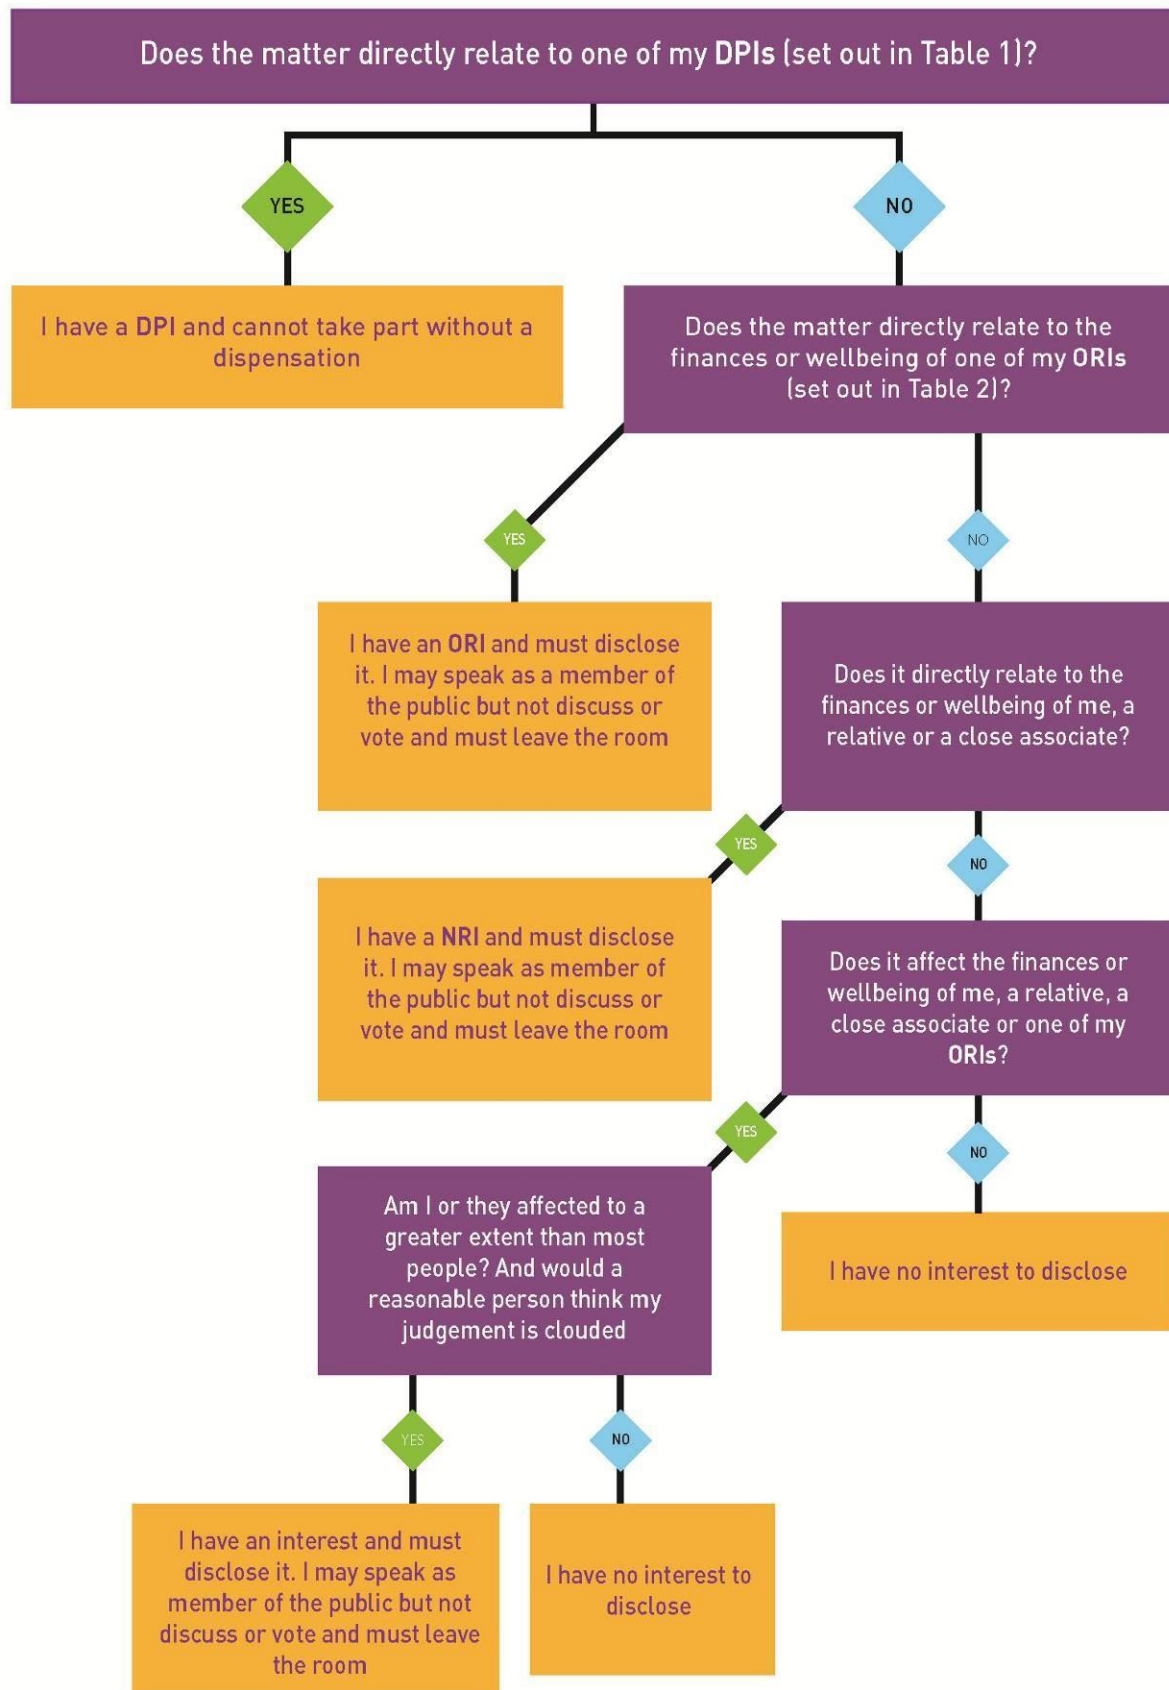 Does the matter directly relate to one of my DPIs (set out in Table 1)?
YES
NO
I have a DPI and cannot take part without a
dispensation
Does the matter directly relate to the
finances or wellbeing of one of my ORIs
(set out in Table 2)?
YES
NO
I have an ORI and must disclose
it. I may speak as a member of
the public but not discuss or
vote and must leave the room
Does it directly relate to the
finances or wellbeing of me, a
relative or a close associate?
YES
NO
I have a NRI and must disclose
it. I may speak as member of
the public but not discuss or
vote and must leave the room
Does it affect the finances or
wellbeing of me, a relative, a
close associate or one of my
ORIs?
YES
NO
Am I or they affected to a
greater extent than most
people? And would a
reasonable person think my
judgement is clouded
I have no interest to disclose
YES
NO
I have an interest and must
disclose it. I may speak as
member of the public but not
discuss or vote and must leave
the room
I have no interest to
disclose